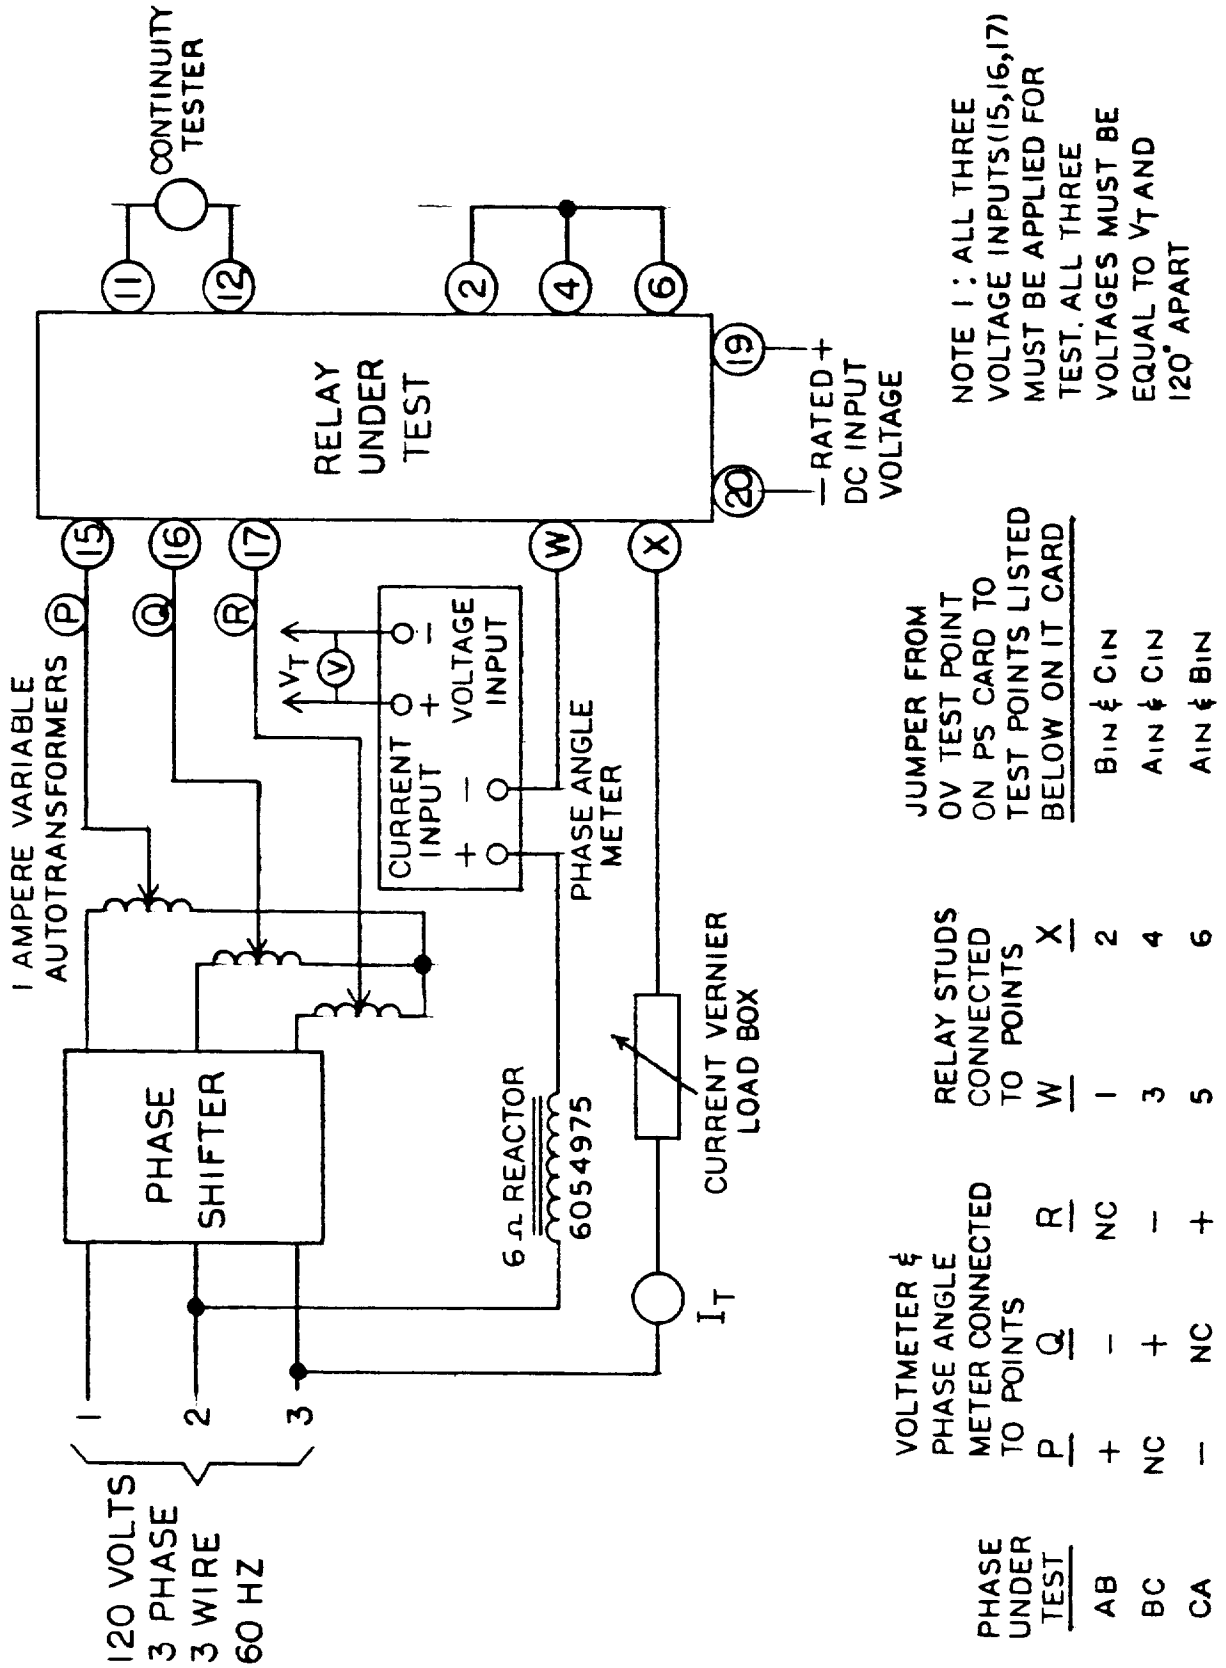 1 AMPERE VARIABLE
AUTOTRANSFORMERS
120 VOLTS
3 PHASE
3 WIRE
60 HZ
1
2
3
PHASE
SHIFTER
P
Q
R
15
16
17
RELAY
UNDER
TEST
11
12
CONTINUITY
TESTER
2
4
6
VT
V
CURRENT
INPUT
+ −
+ −
VOLTAGE
INPUT
PHASE ANGLE
METER
W
X
6 Ω REACTOR
6054975
IT
CURRENT VERNIER
LOAD BOX
20
19
− RATED +
DC INPUT
VOLTAGE
PHASE
UNDER
TEST
AB
BC
CA
VOLTMETER &
PHASE ANGLE
METER CONNECTED
TO POINTS
P Q R
+ − NC
NC + −
− NC +
RELAY STUDS
CONNECTED
TO POINTS
W X
1 2
3 4
5 6
JUMPER FROM
OV TEST POINT
ON PS CARD TO
TEST POINTS LISTED
BELOW ON IT CARD
BIN & CIN
AIN & CIN
AIN & BIN
NOTE 1 : ALL THREE
VOLTAGE INPUTS(15,16,17)
MUST BE APPLIED FOR
TEST. ALL THREE
VOLTAGES MUST BE
EQUAL TO VT AND
120° APART